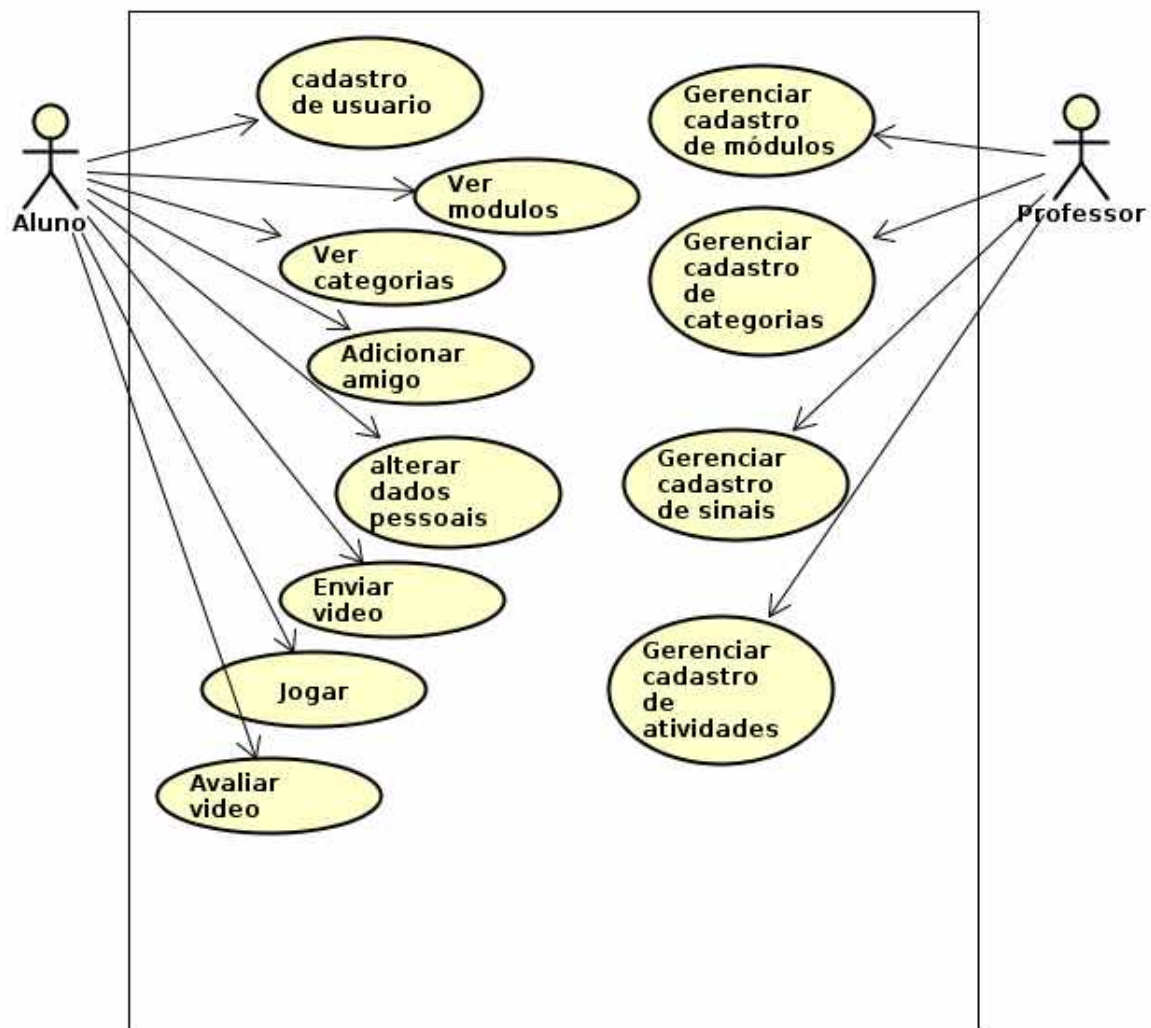 cadastro
de usuario
Ver
modulos
Aluno
Ver
categorias
Adicionar
amigo
alterar
dados
pessoais
Enviar
video
Jogar
Avaliar
video
Gerenciar
cadastro
de módulos
Professor
Gerenciar
cadastro
de
categorias
Gerenciar
cadastro
de sinais
Gerenciar
cadastro
de
atividades